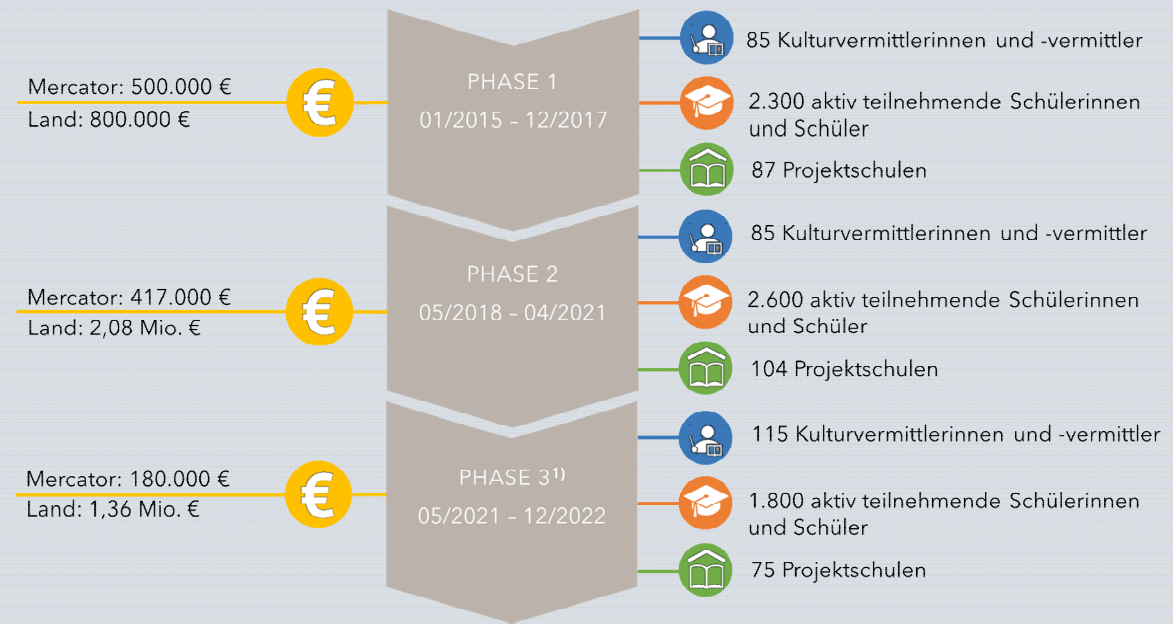 Mercator: 500.000 €
Land: 800.000 €
PHASE 1
01/2015 – 12/2017
85 Kulturvermittlerinnen und -vermittler
2.300 aktiv teilnehmende Schülerinnen
und Schüler
87 Projektschulen
Mercator: 417.000 €
Land: 2,08 Mio. €
PHASE 2
05/2018 – 04/2021
85 Kulturvermittlerinnen und -vermittler
2.600 aktiv teilnehmende Schülerinnen
und Schüler
104 Projektschulen
Mercator: 180.000 €
Land: 1,36 Mio. €
PHASE 3¹⁾
05/2021 – 12/2022
115 Kulturvermittlerinnen und -vermittler
1.800 aktiv teilnehmende Schülerinnen
und Schüler
75 Projektschulen